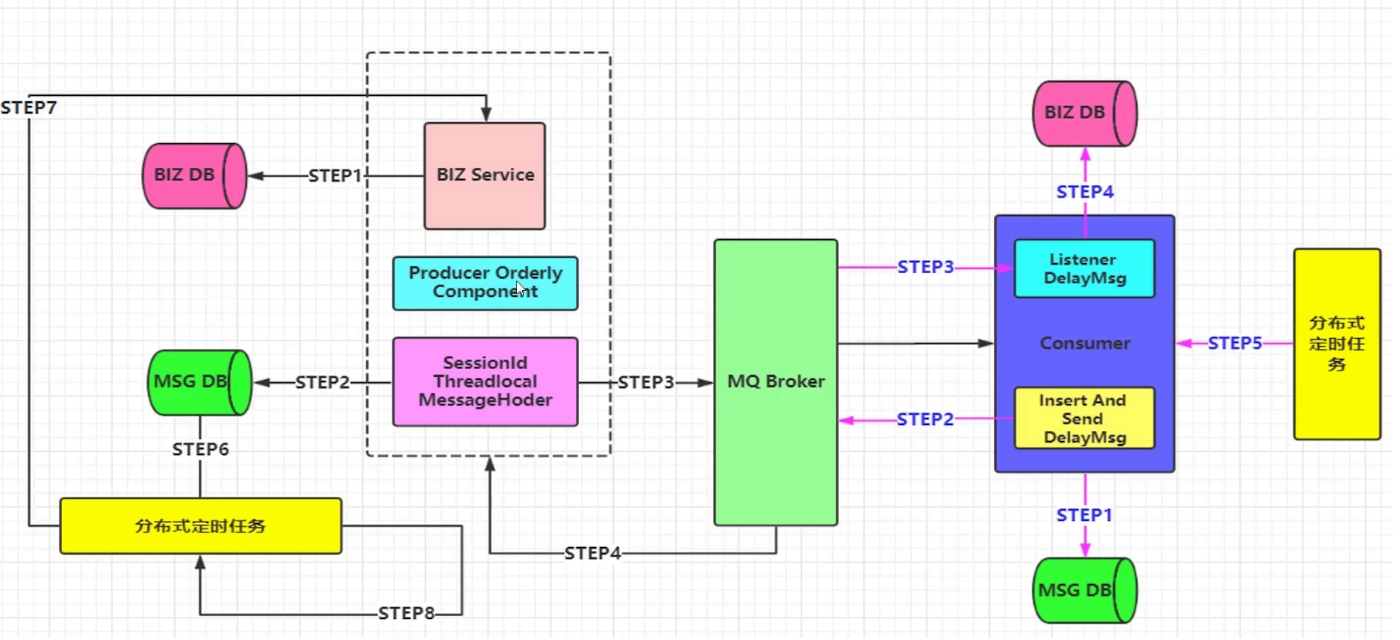 STEP7
BIZ DB
STEP1
BIZ Service
Producer Orderly
Component
MSG DB
STEP2
SessionId
Threadlocal
MessageHoder
STEP3
MQ Broker
STEP6
分布式定时任务
STEP4
STEP8
BIZ DB
STEP4
STEP3
Listener
DelayMsg
Consumer
STEP5
分布式
定时任
务
STEP2
Insert And
Send
DelayMsg
STEP1
MSG DB